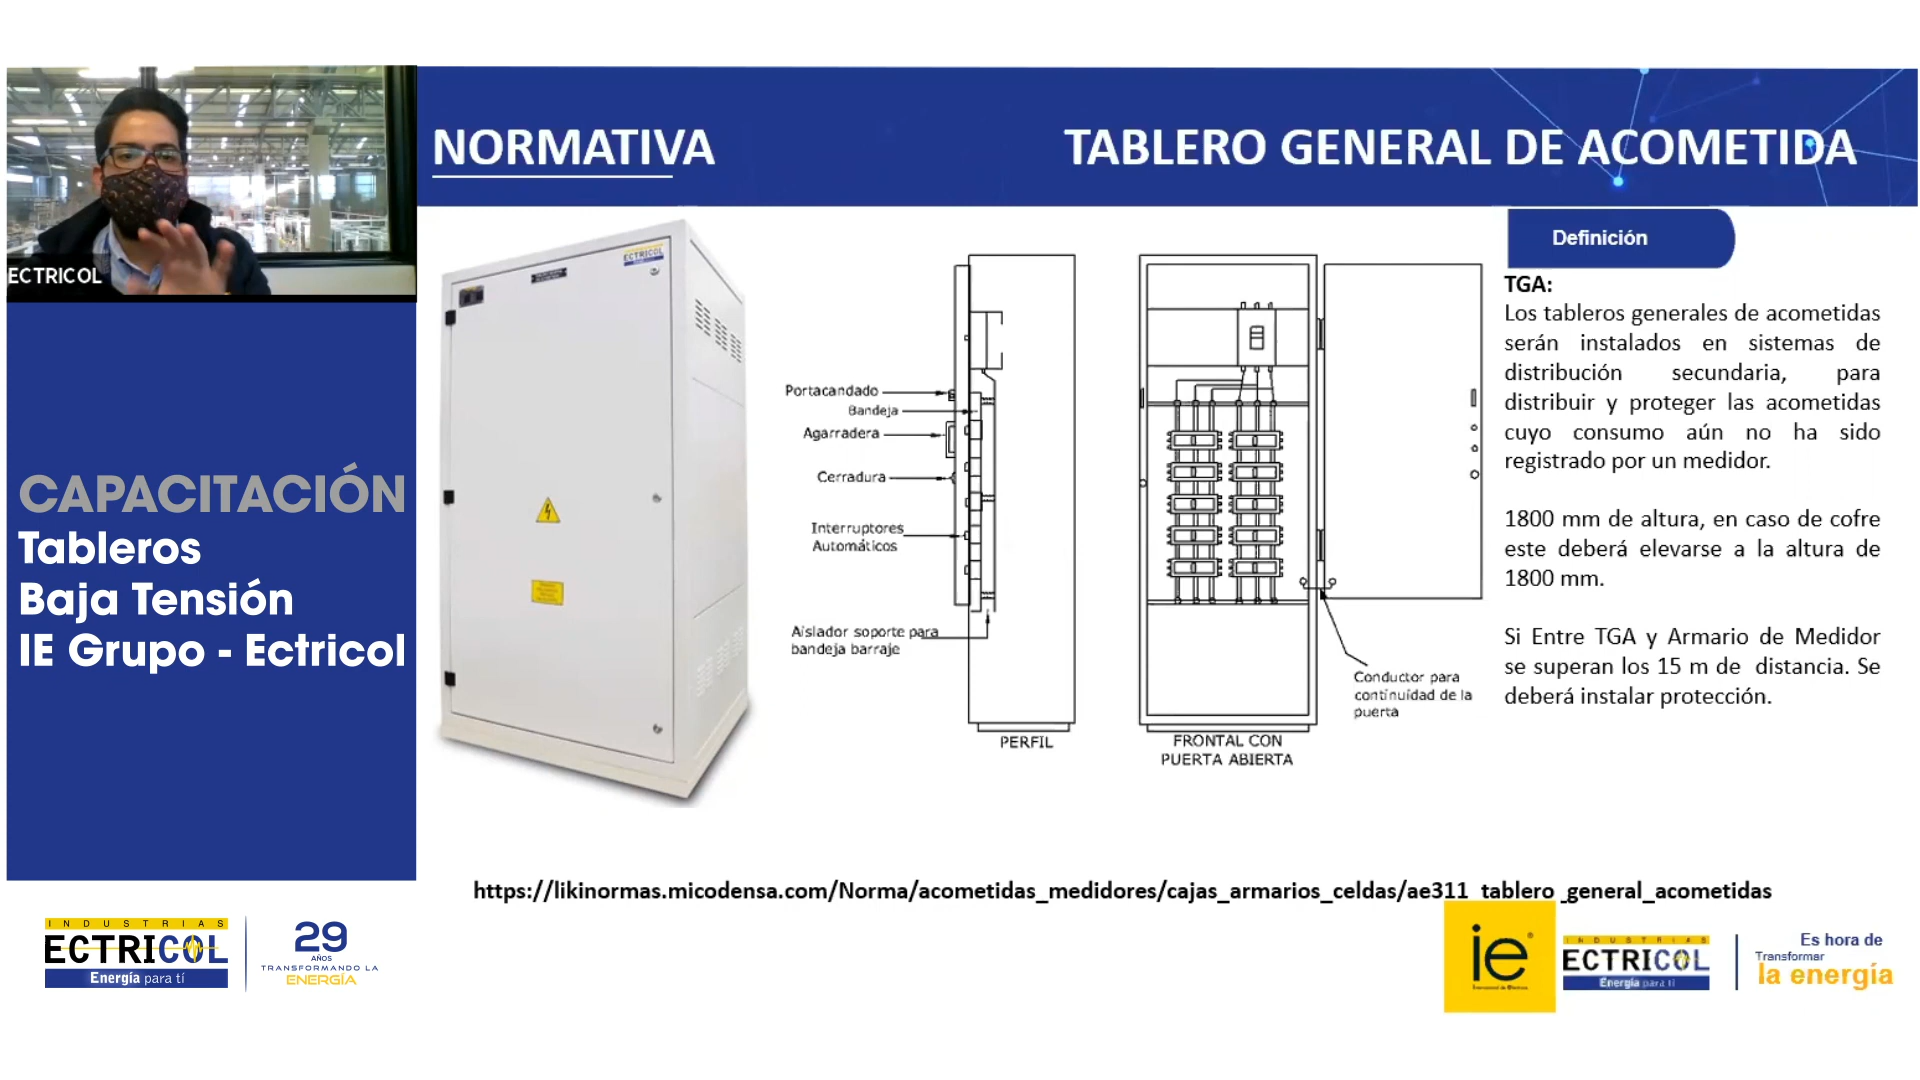 ECTRICOL
CAPACITACIÓN
Tableros
Baja Tensión
IE Grupo - Ectricol
INDUSTRIAS
ECTRICOL
Energía para tí
29
AÑOS
TRANSFORMANDO LA
ENERGÍA
NORMATIVA
TABLERO GENERAL DE ACOMETIDA
ECTRICOL
Portacandado
Bandeja
Agarradera
Cerradura
Interruptores
Automáticos
Aislador soporte para
bandeja barraje
PERFIL
FRONTAL CON
PUERTA ABIERTA
Conductor para
continuidad de la
puerta
Definición
TGA:
Los tableros generales de acometidas
serán instalados en sistemas de
distribución secundaria, para
distribuir y proteger las acometidas
cuyo consumo aún no ha sido
registrado por un medidor.
1800 mm de altura, en caso de cofre
este deberá elevarse a la altura de
1800 mm.
Si Entre TGA y Armario de Medidor
se superan los 15 m de distancia. Se
deberá instalar protección.
https://likinormas.micodensa.com/Norma/acometidas_medidores/cajas_armarios_celdas/ae311_tablero_general_acometidas
ie
INDUSTRIAS
ECTRICOL
Energía para tí
Es hora de
Transformar
la energía